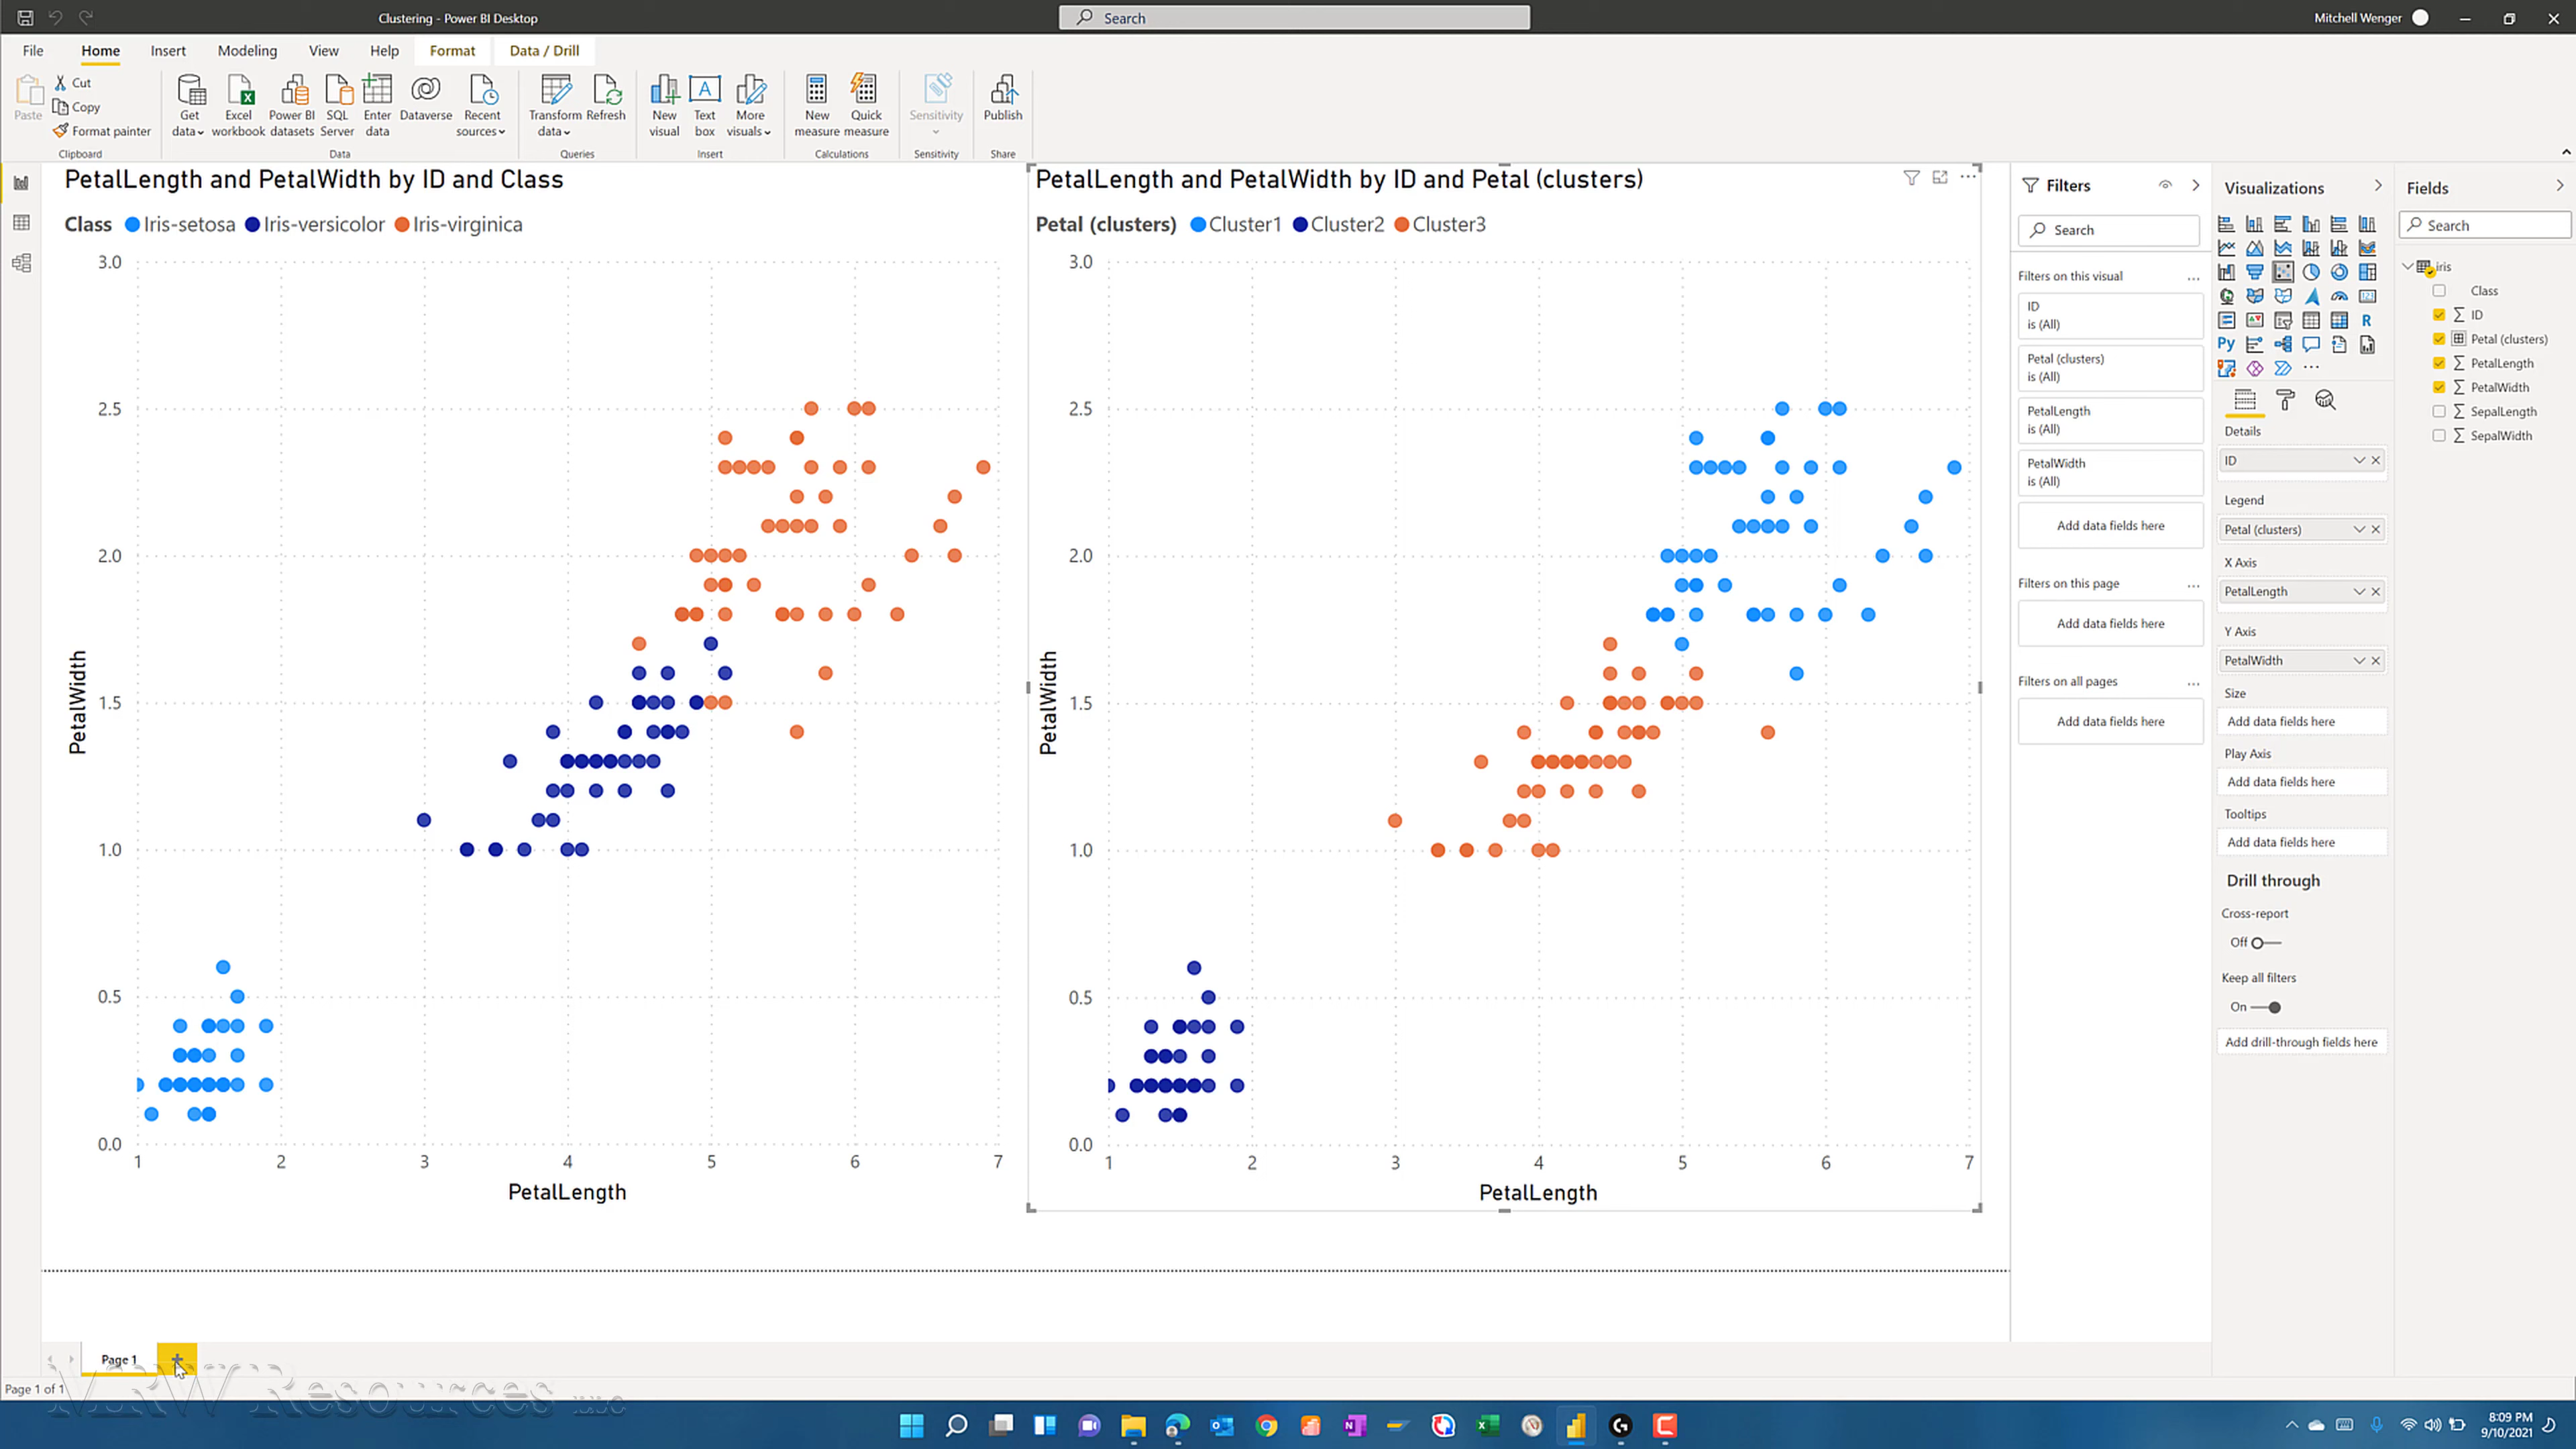 Clustering - Power BI Desktop
Search
Mitchell Wenger
File Home Insert Modeling View Help Format Data / Drill
Paste
Cut
Copy
Format painter
Clipboard
Get data
Excel workbook
Power BI datasets
SQL Server
Enter data
Dataverse
Recent sources
Data
Transform data
Refresh
Queries
New visual
Text box
More visuals
Insert
New measure
Quick measure
Calculations
Sensitivity
Sensitivity
Publish
Share
PetalLength and PetalWidth by ID and Class
Class Iris-setosa Iris-versicolor Iris-virginica
3.0
2.5
2.0
1.5
1.0
0.5
0.0
PetalWidth
1 2 3 4 5 6 7
PetalLength
PetalLength and PetalWidth by ID and Petal (clusters)
Petal (clusters) Cluster1 Cluster2 Cluster3
3.0
2.5
2.0
1.5
1.0
0.5
0.0
PetalWidth
1 2 3 4 5 6 7
PetalLength
Filters
Search
Filters on this visual
ID
is (All)
Petal (clusters)
is (All)
PetalLength
is (All)
PetalWidth
is (All)
Add data fields here
Filters on this page
Add data fields here
Filters on all pages
Add data fields here
Visualizations
R
Py
Details
ID
Legend
Petal (clusters)
X Axis
PetalLength
Y Axis
PetalWidth
Size
Add data fields here
Play Axis
Add data fields here
Tooltips
Add data fields here
Drill through
Cross-report
Off
Keep all filters
On
Add drill-through fields here
Fields
Search
iris
Class
ID
Petal (clusters)
PetalLength
PetalWidth
SepalLength
SepalWidth
Page 1
Page 1 of 1
MRW Resources
8:09 PM
9/10/2021